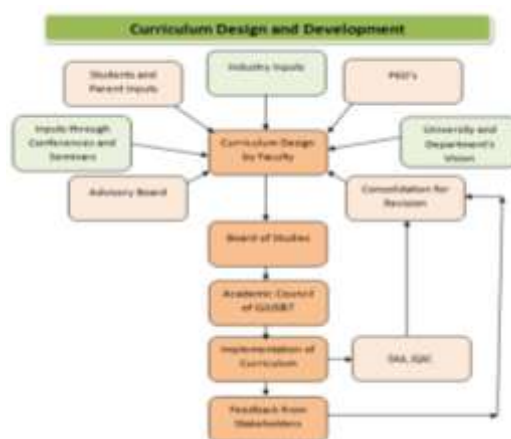 Curriculum Design and Development
Students and
Parent Inputs
Industry Inputs
PEO's
Inputs through
Conferences and
Seminars
Curriculum Design
by Faculty
University and
Department's
Vision
Advisory Board
Consolidation for
Revision
Board of Studies
Academic Council
of
Implementation of
Curriculum
IQAC
Feedback from
Stakeholders